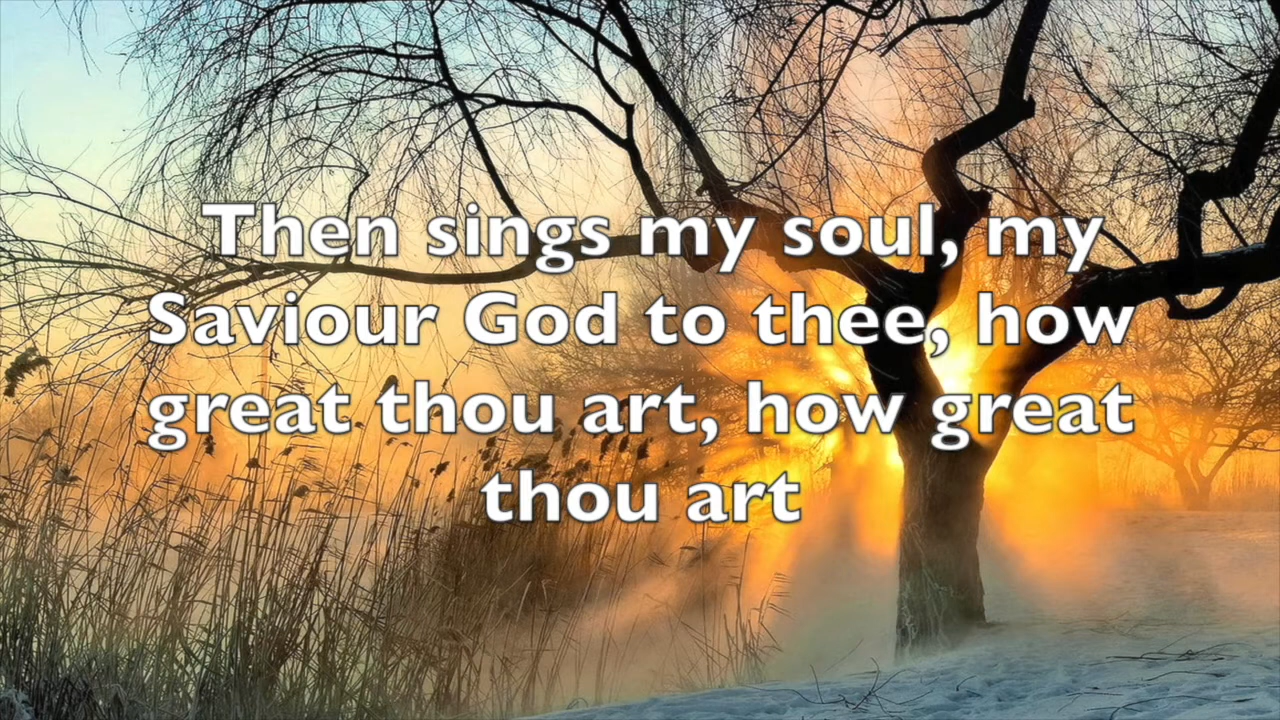 Then sings my soul, my
Saviour God to thee, how
great thou art, how great
thou art